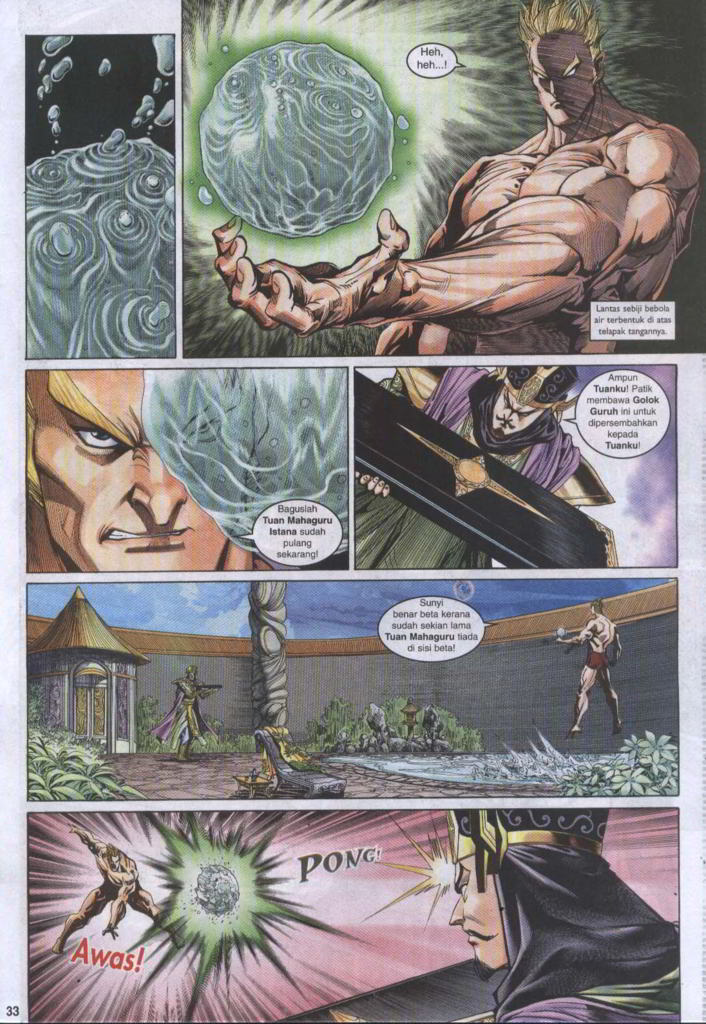 Heh,
heh...!
Lantas sebiji bebola
air terbentuk di atas
telapak tangannya.
Baguslah
Tuan Mahaguru
Istana sudah
pulang
sekarang!
Ampun
Tuanku! Patik
membawa Golok
Guruh ini untuk
dipersembahkan
kepada
Tuanku!
Sunyi
benar beta kerana
sudah sekian lama
Tuan Mahaguru tiada
di sisi beta!
PONG!
Awas!
33